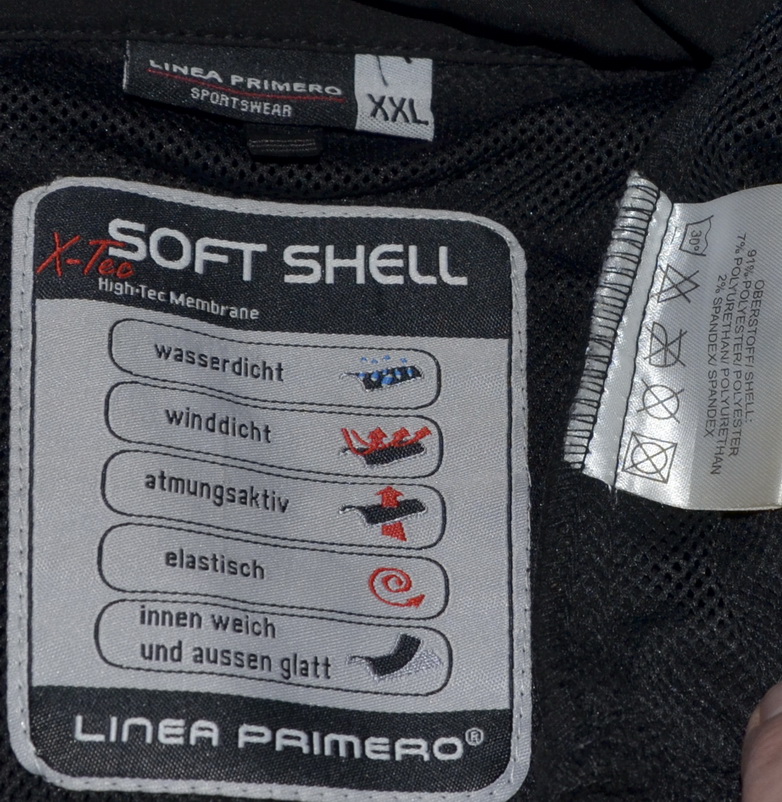 LINEA PRIMERO
SPORTSWEAR
XXL
X-Tec
SOFT SHELL
High-Tec Membrane
wasserdicht
winddicht
atmungsaktiv
elastisch
innen weich
und aussen glatt
LINEA PRIMERO®
30°
OBERSTOFF/SHELL:
91% POLYESTER/ POLYESTER
7% POLYURETHAN/ POLYURETHAN
2% SPANDEX/ SPANDEX